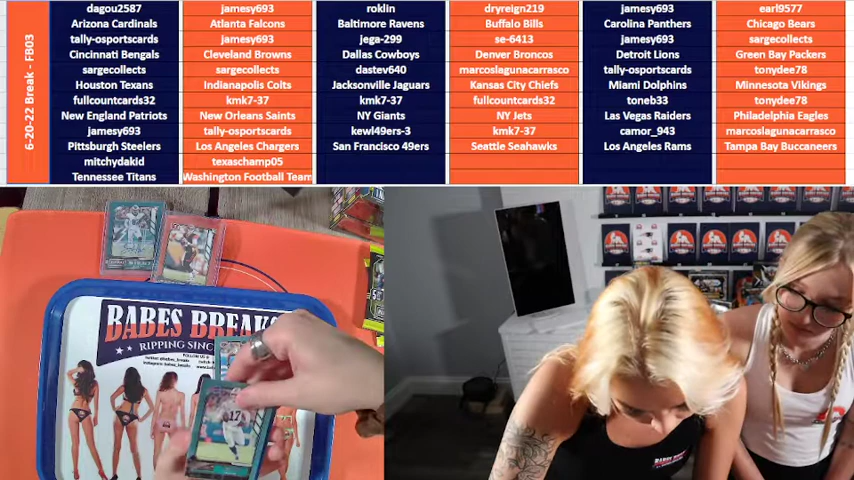 6-20-22 Break - FB03
dagou2587
Arizona Cardinals
tally-osportscards
Cincinnati Bengals
sargecollects
Houston Texans
fullcountcards32
New England Patriots
jamesy693
Pittsburgh Steelers
mitchydakid
Tennessee Titans
jamesy693
Atlanta Falcons
jamesy693
Cleveland Browns
sargecollects
Indianapolis Colts
kmk7-37
New Orleans Saints
tally-osportscards
Los Angeles Chargers
texaschamp05
Washington Football Team
roklin
Baltimore Ravens
jega-299
Dallas Cowboys
dastev640
Jacksonville Jaguars
kmk7-37
NY Giants
kewl49ers-3
San Francisco 49ers
dryreign219
Buffalo Bills
se-6413
Denver Broncos
marcoslagunacarrasco
Kansas City Chiefs
fullcountcards32
NY Jets
kmk7-37
Seattle Seahawks
jamesy693
Carolina Panthers
jamesy693
Detroit Lions
tally-osportscards
Miami Dolphins
toneb33
Las Vegas Raiders
camor_943
Los Angeles Rams
earl9577
Chicago Bears
sargecollects
Green Bay Packers
tonydee78
Minnesota Vikings
tonydee78
Philadelphia Eagles
marcoslagunacarrasco
Tampa Bay Buccaneers
BABES BREAK
RIPPING SINC
17